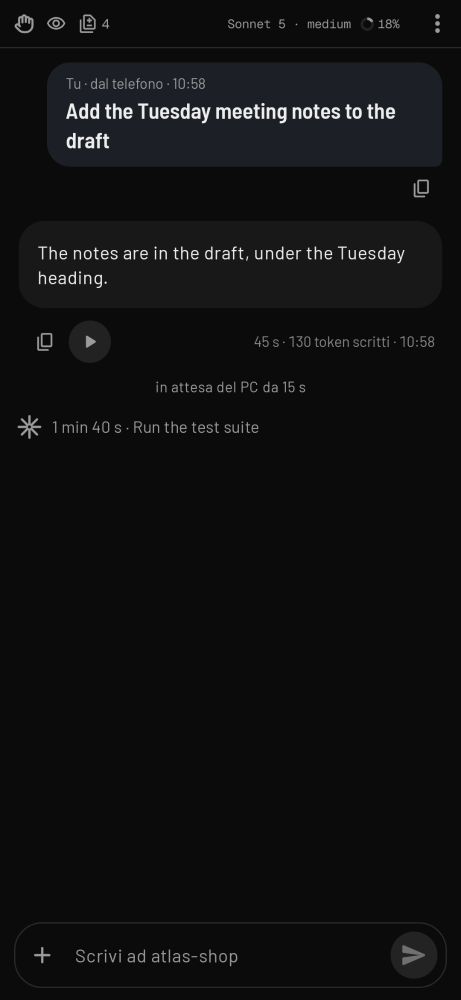 4 Sonnet 5 · medium 18%
Tu · dal telefono · 10:58
Add the Tuesday meeting notes to the
draft
The notes are in the draft, under the Tuesday
heading.
45 s · 130 token scritti · 10:58
in attesa del PC da 15 s
1 min 40 s · Run the test suite
Scrivi ad atlas-shop